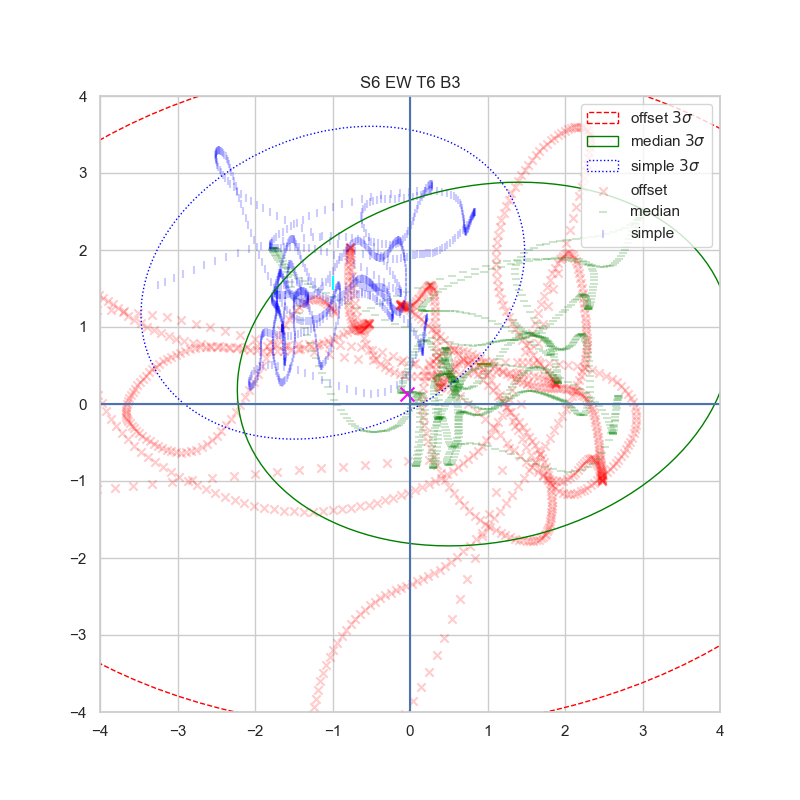 S6 EW T6 B3
offset 3σ
median 3σ
simple 3σ
offset
median
simple
4
3
2
1
0
−1
−2
−3
−4
−4 −3 −2 −1 0 1 2 3 4